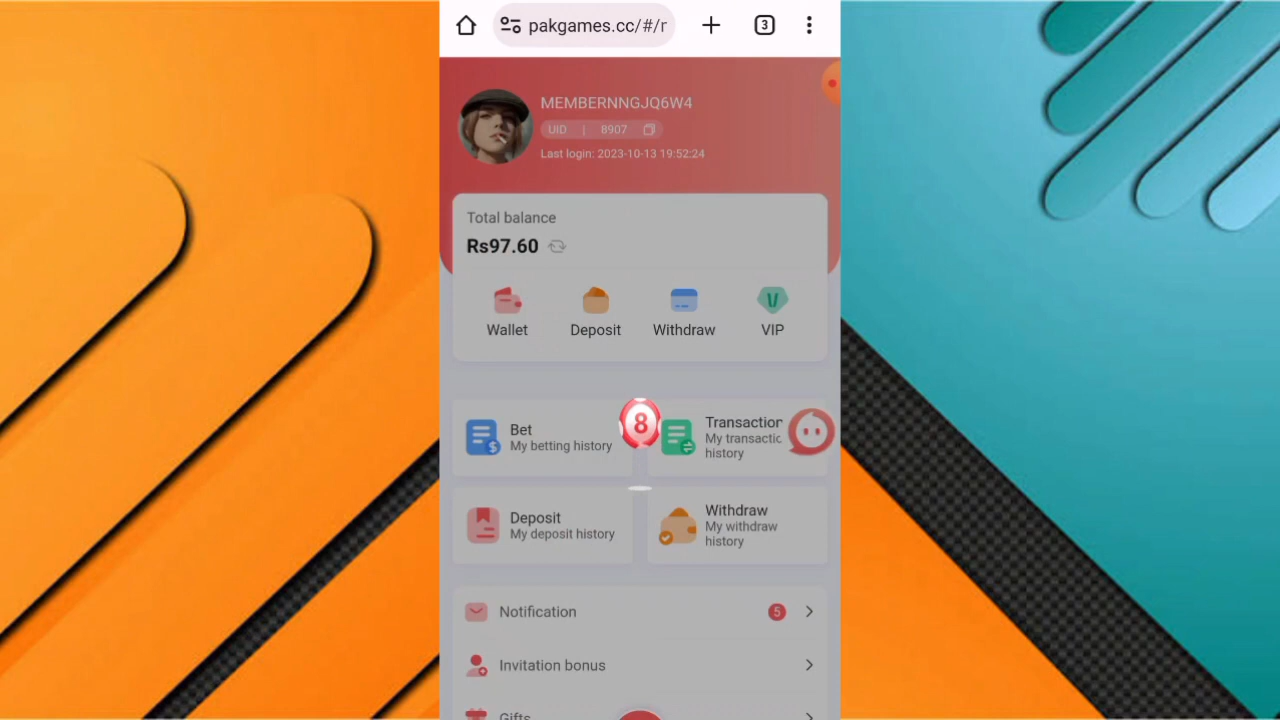 pakgames.cc/#/r
3
MEMBERNNGJQ6W4
UID | 8907
Last login: 2023-10-13 19:52:24
Total balance
Rs97.60
Wallet
Deposit
Withdraw
VIP
Bet
My betting history
8
Transaction
My transactic
history
Deposit
My deposit history
Withdraw
My withdraw
history
Notification
5
Invitation bonus
Gifts